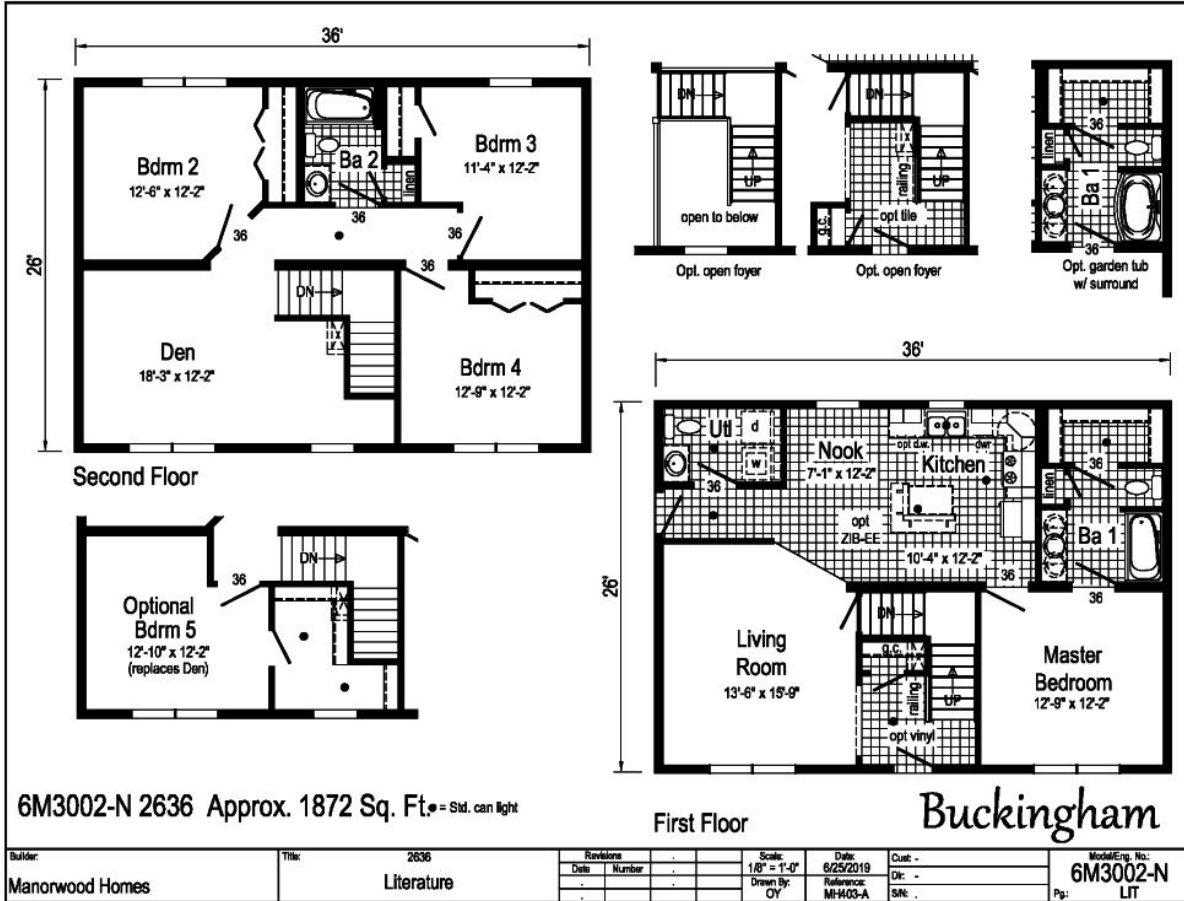 36'
26'
Bdrm 2
12'-6" x 12'-2"
36
Ba 2
linen
36
Bdrm 3
11'-4" x 12'-2"
36
36
DN
x
Den
18'-3" x 12'-2"
Bdrm 4
12'-9" x 12'-2"
Second Floor
DN
UP
open to below
Opt. open foyer
DN
x
railing
UP
opt tile
g.c.
Opt. open foyer
36
linen
Ba 1
36
Opt. garden tub
w/ surround
36
DN
x
Optional
Bdrm 5
12'-10" x 12'-2"
(replaces Den)
36'
26'
Utl
d
w
36
Nook
7'-1" x 12'-2"
opt d.w.
dwr
Kitchen
opt
ZIB-EE
10'-4" x 12'-2"
36
36
linen
Ba 1
36
Living
Room
13'-6" x 15'-9"
DN
g.c.
x
railing
UP
opt vinyl
Master
Bedroom
12'-9" x 12'-2"
6M3002-N 2636 Approx. 1872 Sq. Ft.
= Std. can light
First Floor
Buckingham
Builder:
Manorwood Homes
Title:
2636
Literature
Revisions
Date Number
Scale:
1/8" = 1'-0"
Drawn By:
OY
Date:
6/25/2019
Reference:
MH403-A
Cust: -
Dir: -
S/N: .
Model/Eng. No.:
6M3002-N
Pg.: LIT